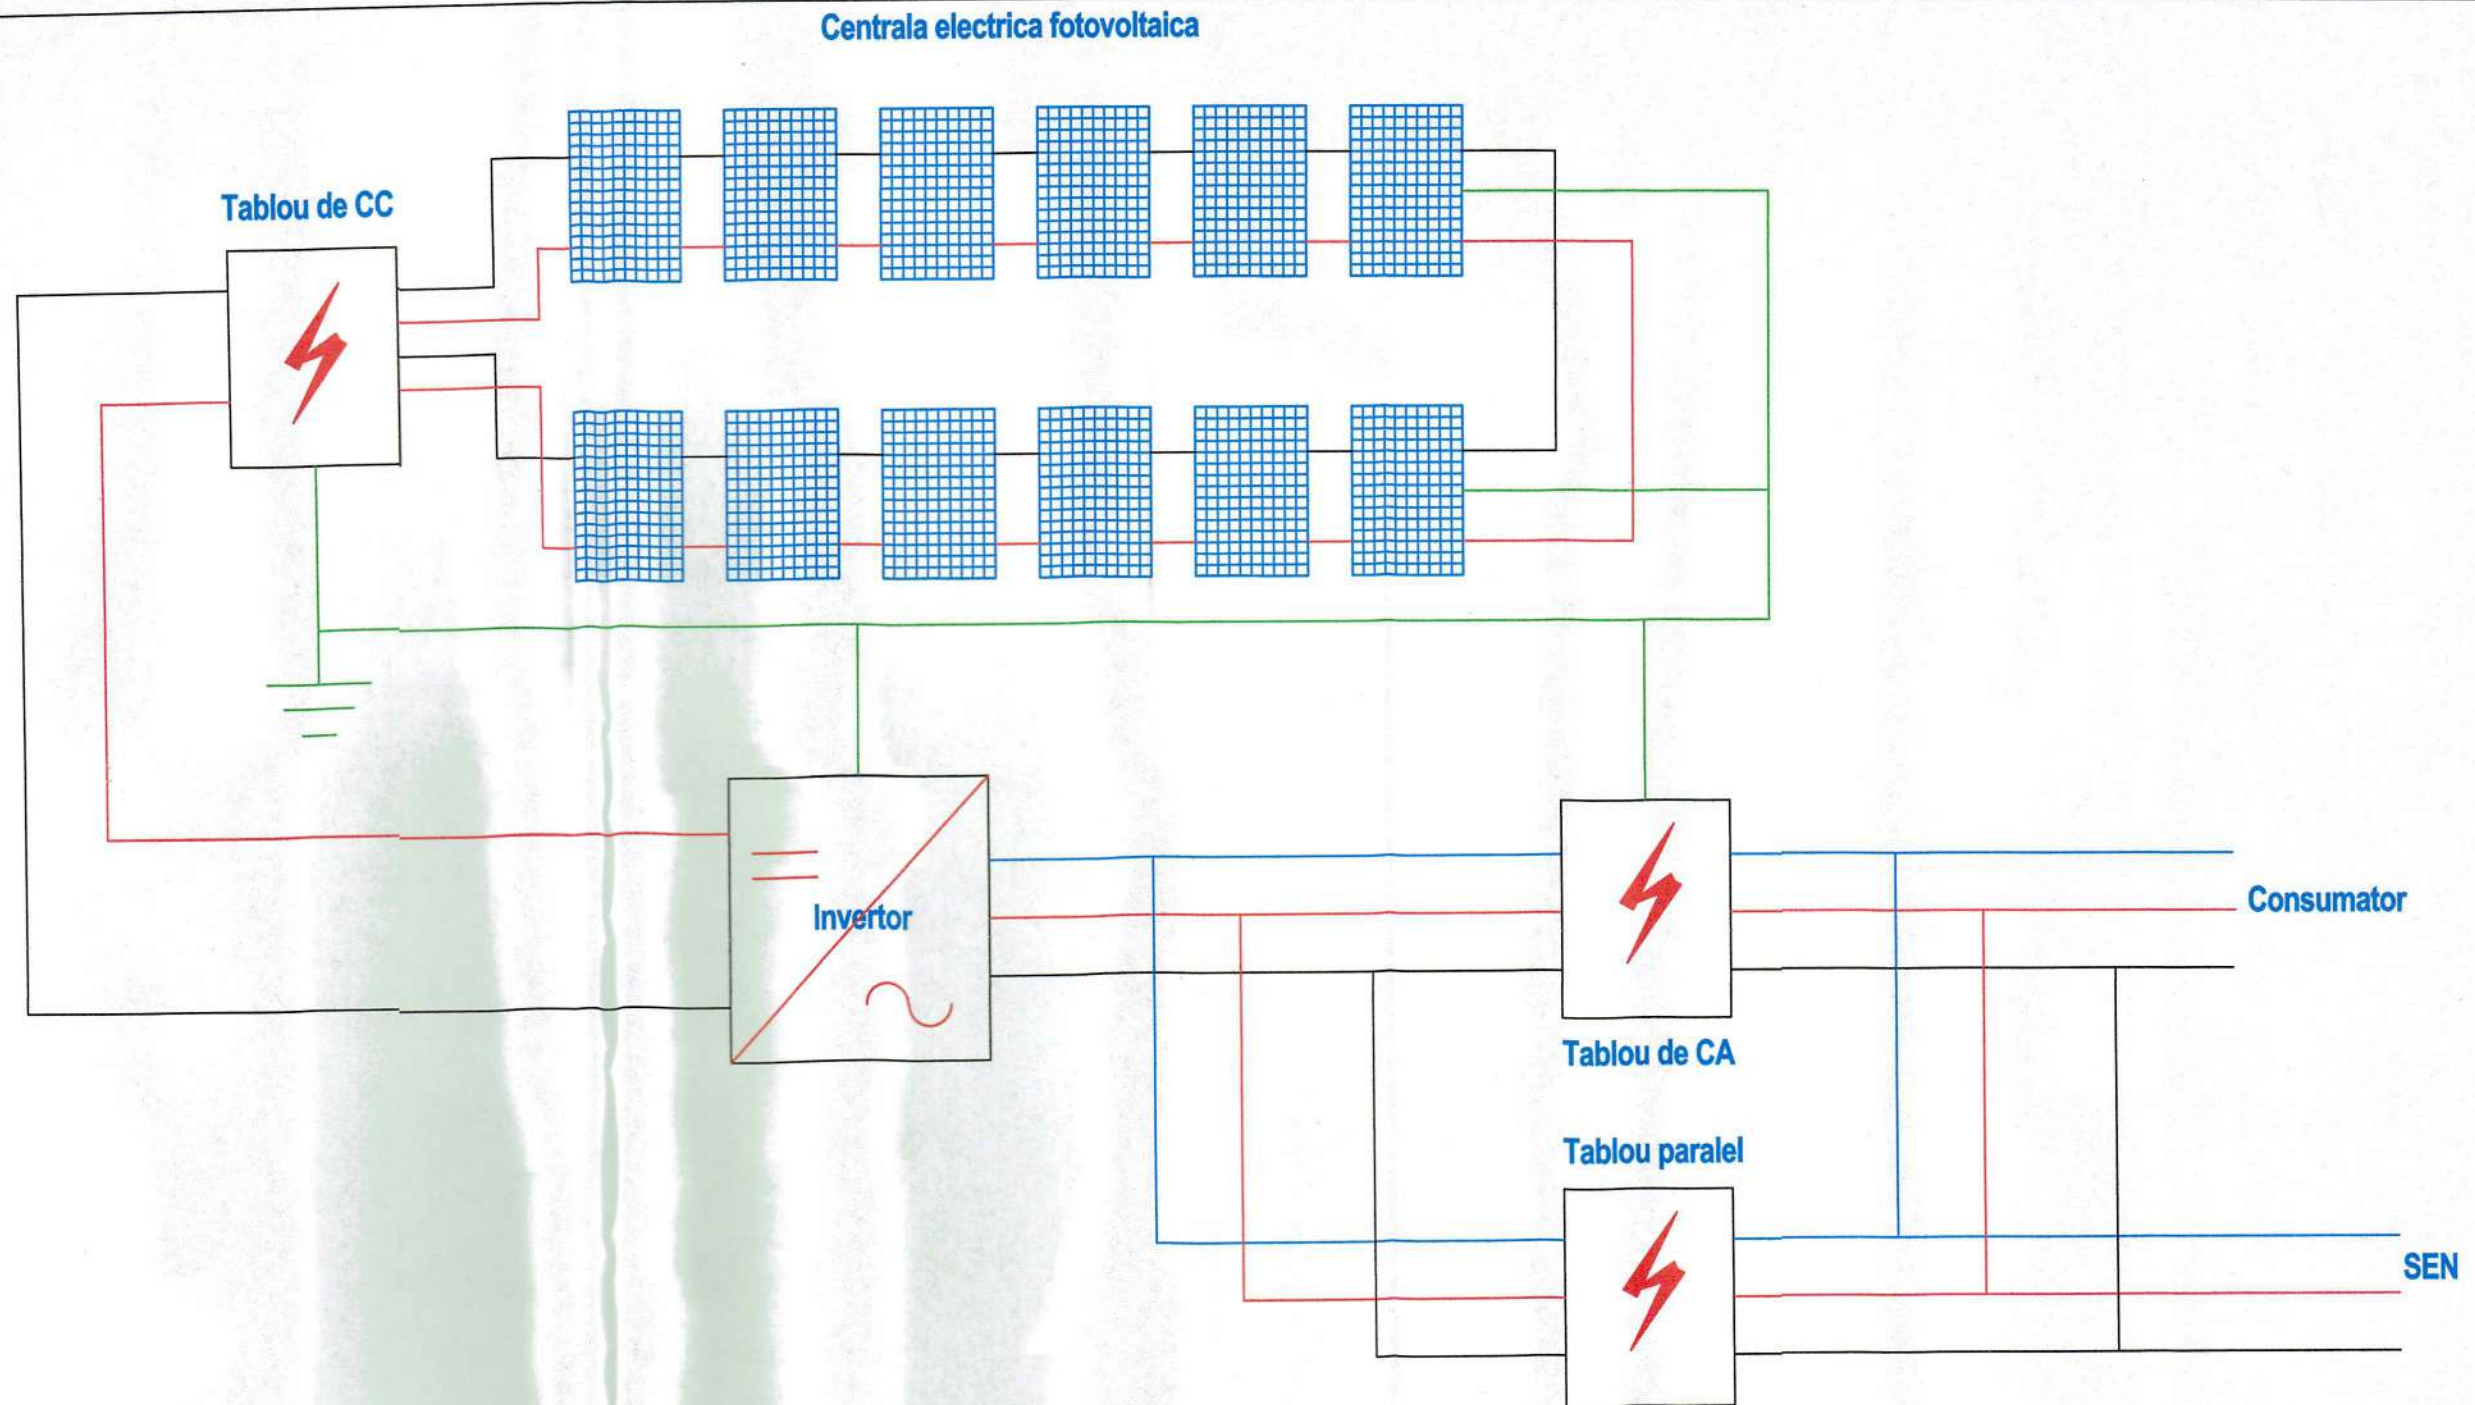 Centrala electrica fotovoltaica
Tablou de CC
Invertor
Consumator
Tablou de CA
Tablou paralel
SEN